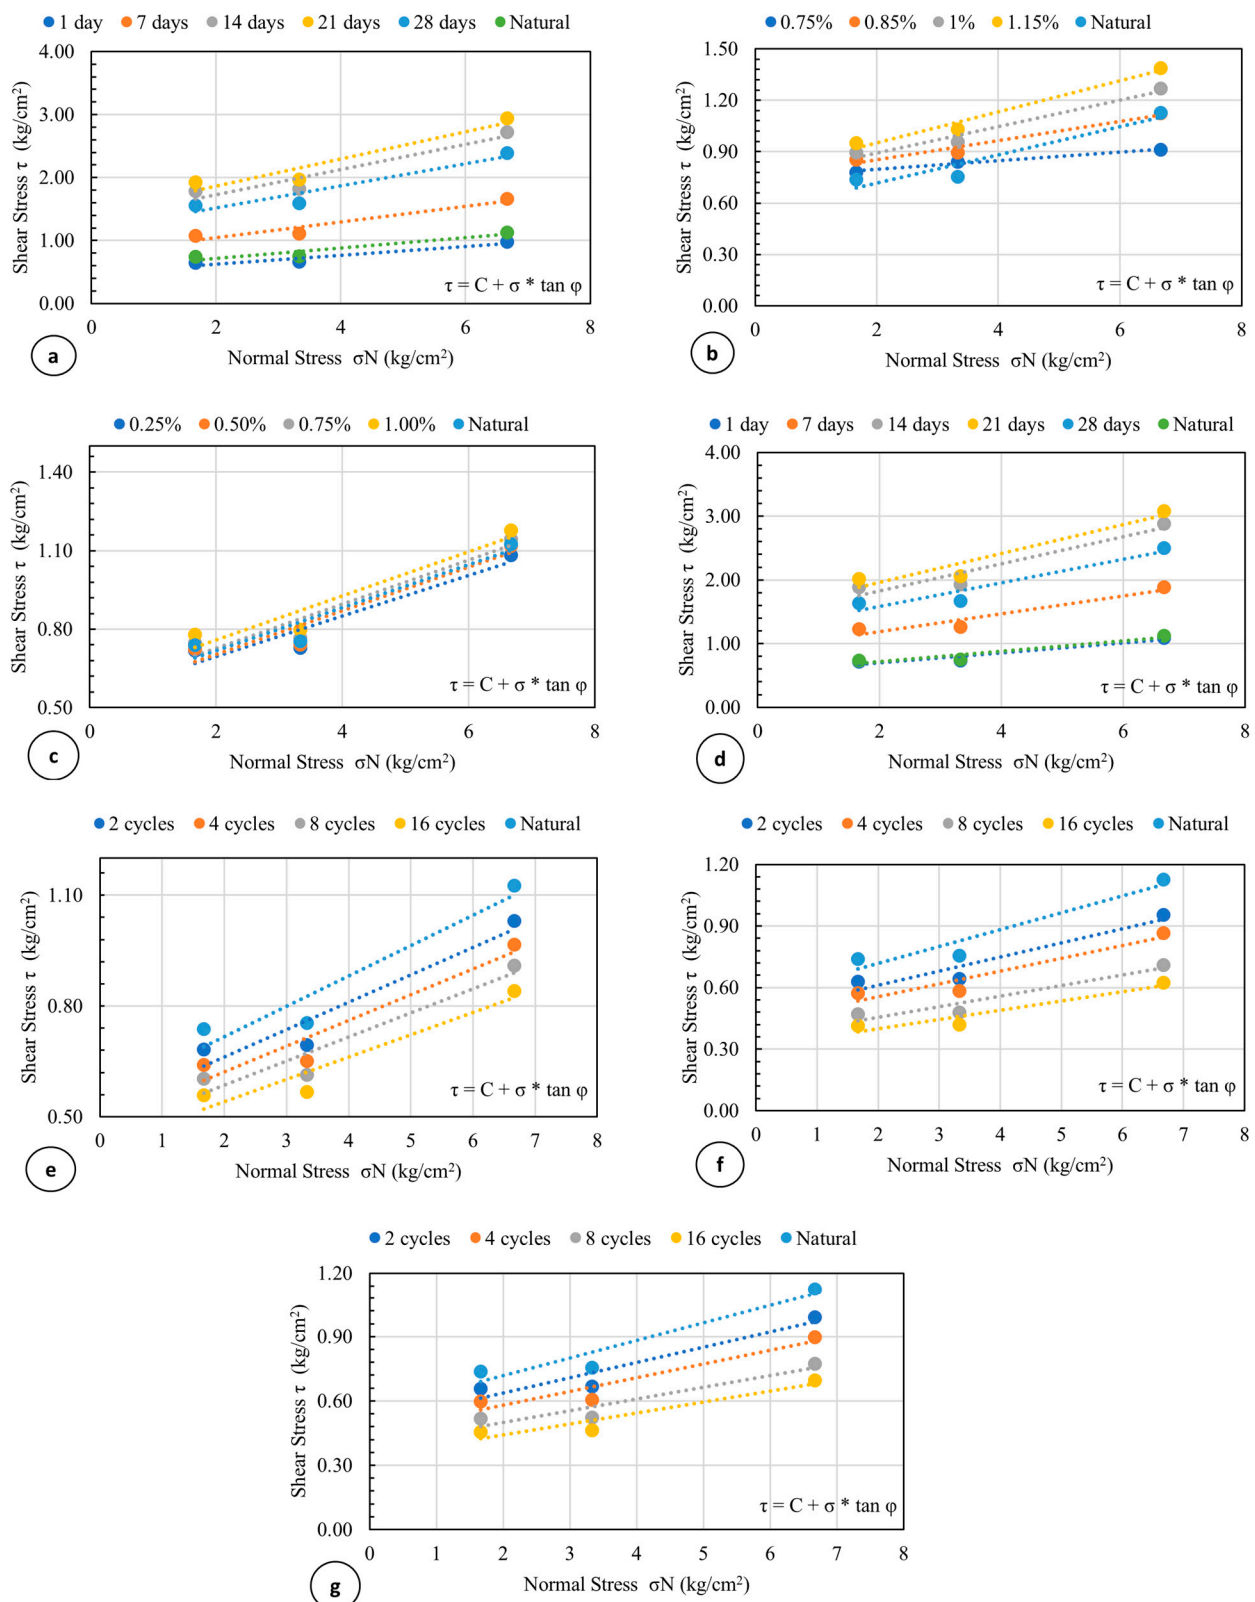 1 day 7 days 14 days 21 days 28 days Natural
4.00
3.00
2.00
1.00
0.00
Shear Stress τ (kg/cm²)
τ = C + σ * tan φ
0 2 4 6 8
Normal Stress σN (kg/cm²)
a
0.75% 0.85% 1% 1.15% Natural
1.50
1.20
0.90
0.60
0.30
0.00
Shear Stress τ (kg/cm²)
τ = C + σ * tan φ
0 2 4 6 8
Normal Stress σN (kg/cm²)
b
0.25% 0.50% 0.75% 1.00% Natural
1.40
1.10
0.80
0.50
Shear Stress τ (kg/cm²)
τ = C + σ * tan φ
0 2 4 6 8
Normal Stress σN (kg/cm²)
c
1 day 7 days 14 days 21 days 28 days Natural
4.00
3.00
2.00
1.00
0.00
Shear Stress τ (kg/cm²)
τ = C + σ * tan φ
0 2 4 6 8
Normal Stress σN (kg/cm²)
d
2 cycles 4 cycles 8 cycles 16 cycles Natural
1.10
0.80
0.50
Shear Stress τ (kg/cm²)
τ = C + σ * tan φ
0 1 2 3 4 5 6 7 8
Normal Stress σN (kg/cm²)
e
2 cycles 4 cycles 8 cycles 16 cycles Natural
1.20
0.90
0.60
0.30
0.00
Shear Stress τ (kg/cm²)
τ = C + σ * tan φ
0 1 2 3 4 5 6 7 8
Normal Stress σN (kg/cm²)
f
2 cycles 4 cycles 8 cycles 16 cycles Natural
1.20
0.90
0.60
0.30
0.00
Shear Stress τ (kg/cm²)
τ = C + σ * tan φ
0 1 2 3 4 5 6 7 8
Normal Stress σN (kg/cm²)
g